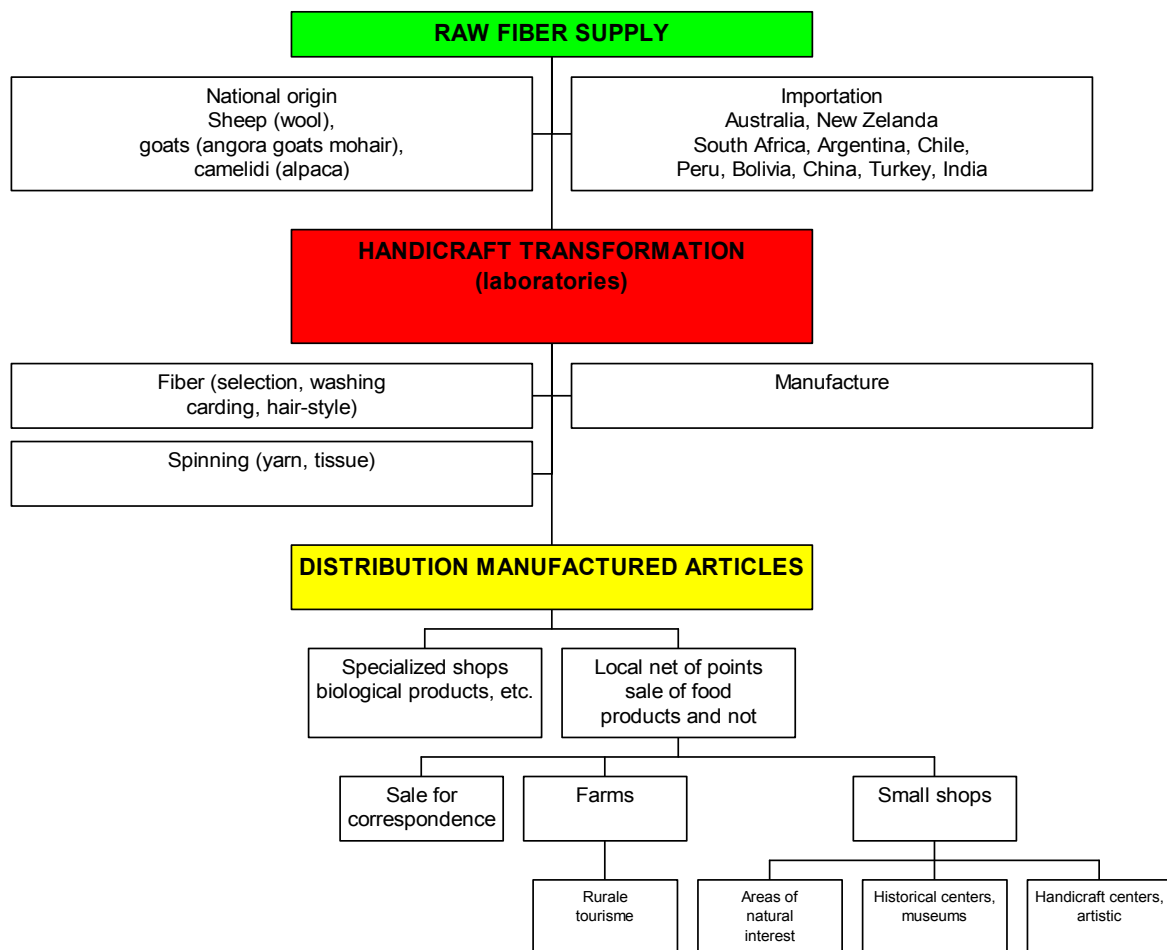 RAW FIBER SUPPLY
National origin
Sheep (wool),
goats (angora goats mohair),
camelidi (alpaca)
Importation
Australia, New Zelanda
South Africa, Argentina, Chile,
Peru, Bolivia, China, Turkey, India
HANDICRAFT TRANSFORMATION
(laboratories)
Fiber (selection, washing
carding, hair-style)
Manufacture
Spinning (yarn, tissue)
DISTRIBUTION MANUFACTURED ARTICLES
Specialized shops
biological products, etc.
Local net of points
sale of food
products and not
Sale for
correspondence
Farms
Small shops
Rurale
tourisme
Areas of
natural
interest
Historical centers,
museums
Handicraft centers,
artistic